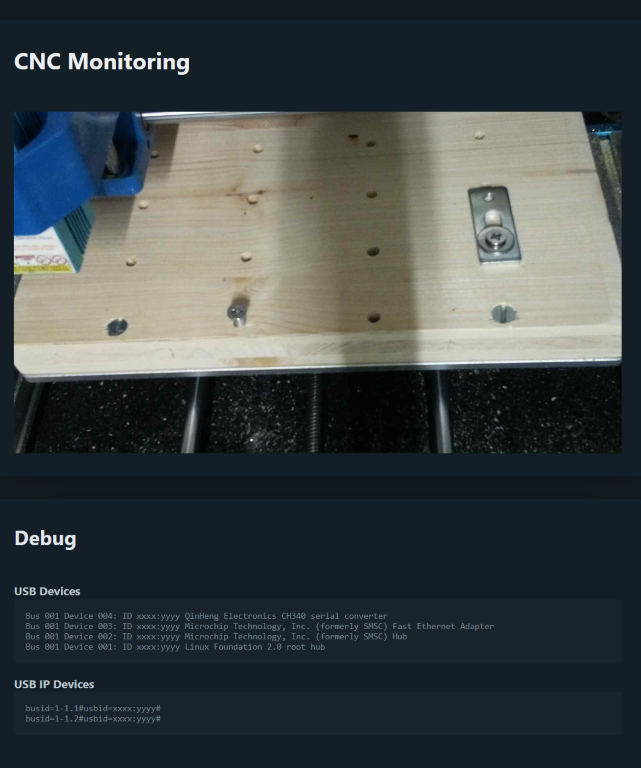 CNC Monitoring
Debug
USB Devices
Bus 001 Device 004: ID xxxx:yyyy QinHeng Electronics CH340 serial converter
Bus 001 Device 003: ID xxxx:yyyy Microchip Technology, Inc. (formerly SMSC) Fast Ethernet Adapter
Bus 001 Device 002: ID xxxx:yyyy Microchip Technology, Inc. (formerly SMSC) Hub
Bus 001 Device 001: ID xxxx:yyyy Linux Foundation 2.0 root hub
USB IP Devices
busid=1-1.1#usbid=xxxx:yyyy#
busid=1-1.2#usbid=xxxx:yyyy#